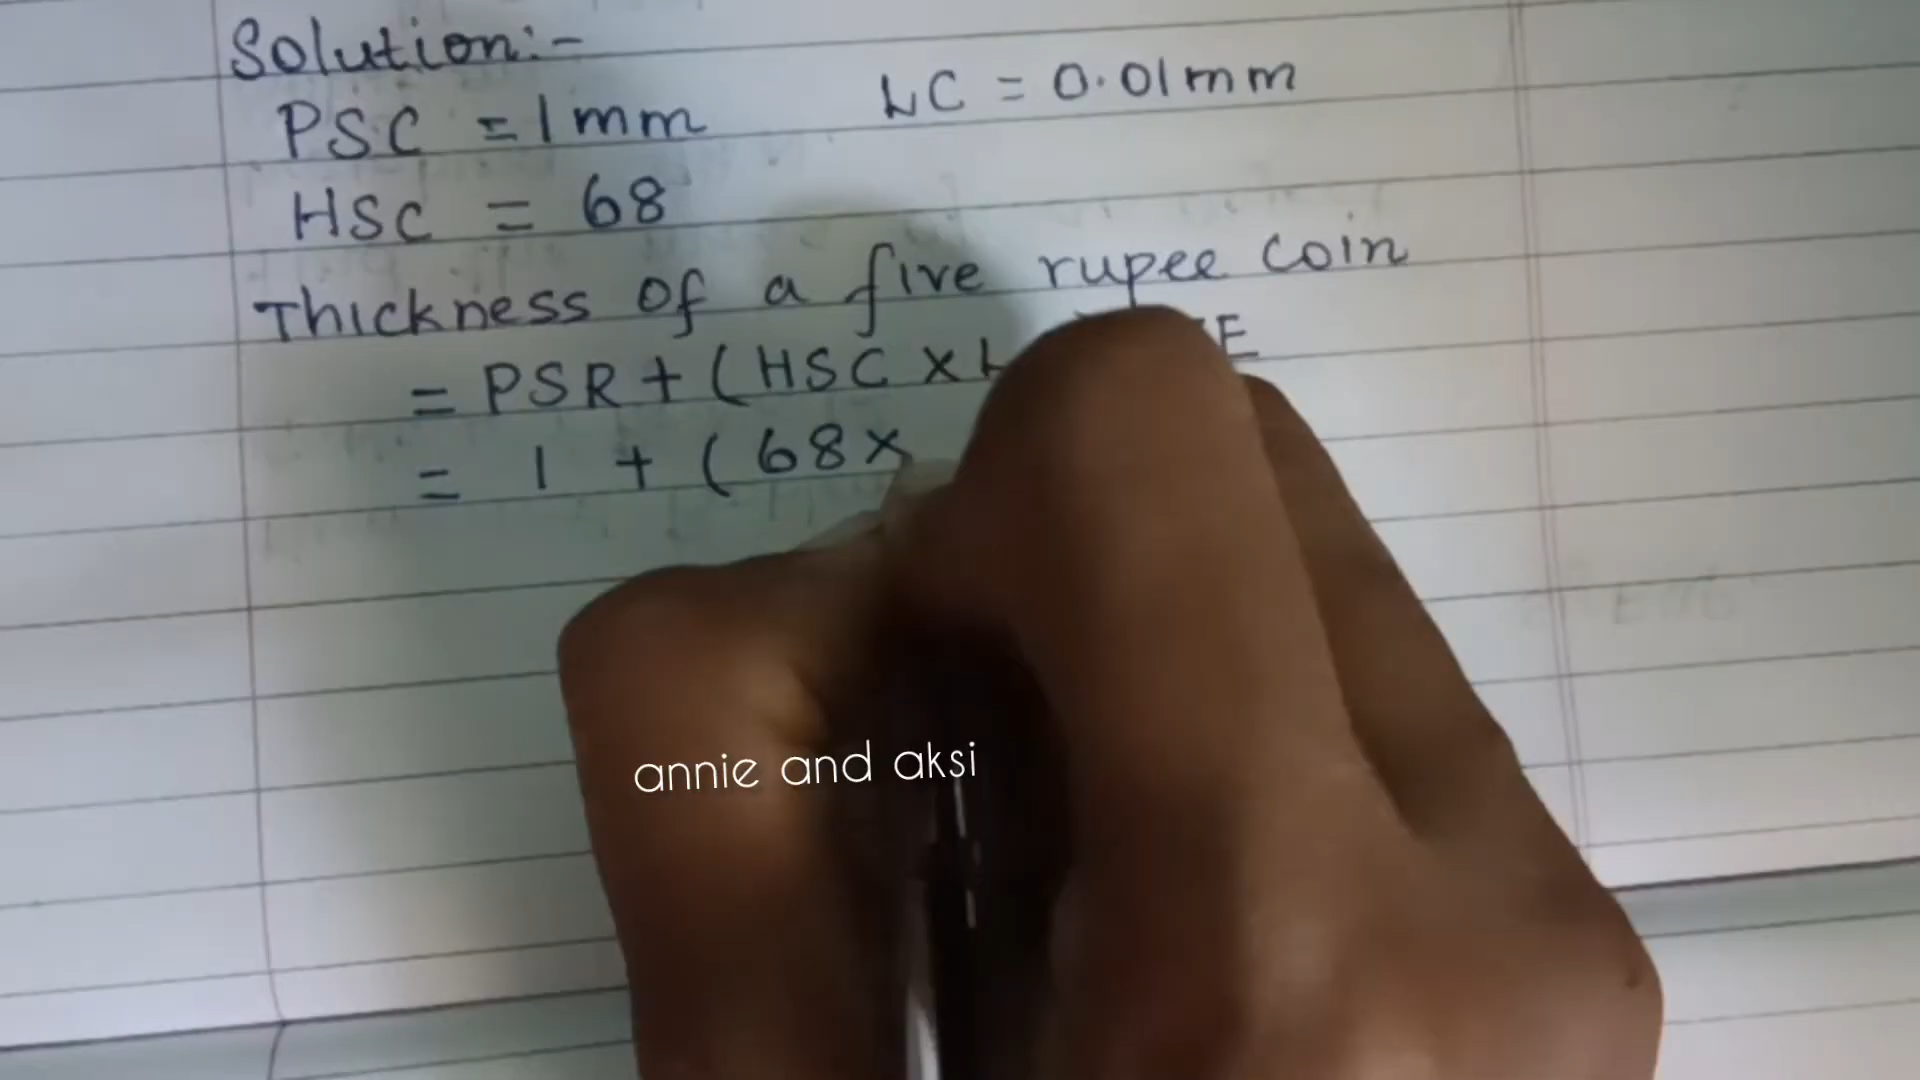 Solution:-
PSC = 1mm LC = 0.01mm
HSC = 68
Thickness of a five rupee coin
= PSR + (HSC × L E
= 1 + (68×
annie and aksi